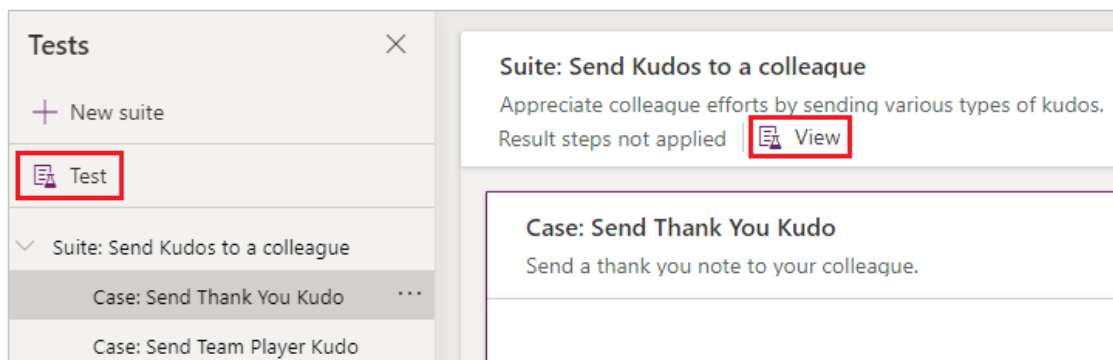 Tests
New suite
Test
Suite: Send Kudos to a colleague
Case: Send Thank You Kudo
Case: Send Team Player Kudo
Suite: Send Kudos to a colleague
Appreciate colleague efforts by sending various types of kudos.
Result steps not applied
View
Case: Send Thank You Kudo
Send a thank you note to your colleague.